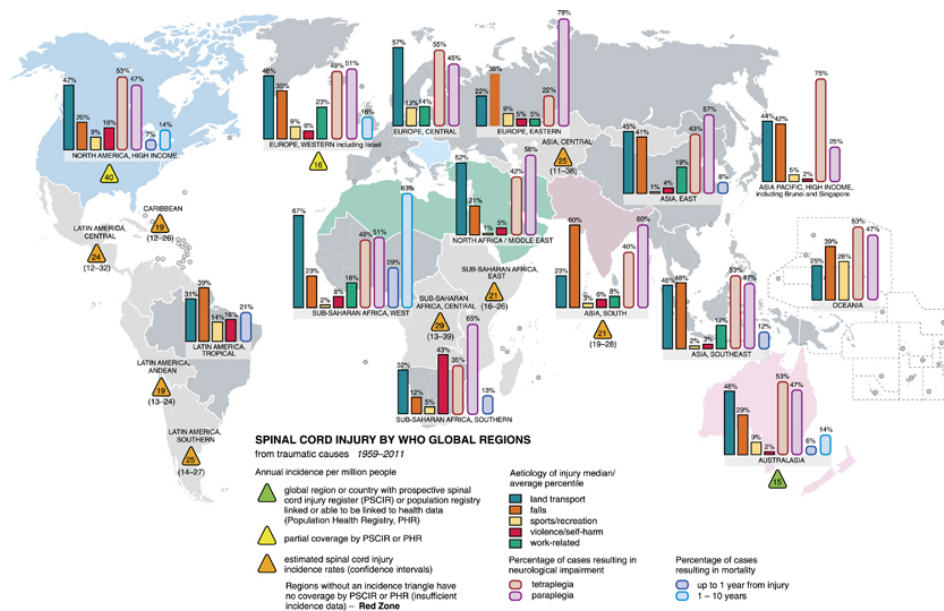 47%
20%
9%
16%
53%
47%
7%
14%
NORTH AMERICA, HIGH INCOME
40
46%
35%
9%
6%
23%
49%
51%
16%
EUROPE, WESTERN including Israel
16
57%
13%
14%
55%
45%
EUROPE, CENTRAL
22%
38%
9%
5%
5%
22%
78%
EUROPE, EASTERN
ASIA, CENTRAL
25
(11–38)
45%
41%
1%
4%
19%
43%
57%
8%
ASIA, EAST
44%
42%
5%
2%
75%
25%
ASIA PACIFIC, HIGH INCOME,
including Brunei and Singapore
CARIBBEAN
19
(12–26)
LATIN AMERICA,
CENTRAL
24
(12–32)
52%
21%
1%
5%
42%
58%
NORTH AFRICA / MIDDLE EAST
67%
23%
2%
8%
18%
49%
51%
29%
83%
SUB-SAHARAN AFRICA, WEST
SUB-SAHARAN AFRICA,
EAST
21
(16–26)
SUB-SAHARAN
AFRICA, CENTRAL
29
(13–39)
23%
60%
3%
6%
8%
40%
60%
ASIA, SOUTH
21
(19–28)
46%
48%
2%
3%
53%
47%
12%
ASIA, SOUTHEAST
25%
39%
28%
53%
47%
OCEANIA
31%
39%
14%
16%
21%
LATIN AMERICA,
TROPICAL
LATIN AMERICA,
ANDEAN
19
(13–24)
LATIN AMERICA,
SOUTHERN
25
(14–27)
32%
12%
5%
43%
35%
65%
13%
SUB-SAHARAN AFRICA, SOUTHERN
46%
29%
9%
2%
53%
47%
6%
14%
AUSTRALASIA
15
SPINAL CORD INJURY BY WHO GLOBAL REGIONS
from traumatic causes 1959–2011
Annual incidence per million people
global region or country with prospective spinal
cord injury register (PSCIR) or population registry
linked or able to be linked to health data
(Population Health Registry, PHR)
partial coverage by PSCIR or PHR
estimated spinal cord injury
incidence rates (confidence intervals)
Regions without an incidence triangle have
no coverage by PSCIR or PHR (insufficient
incidence data) – Red Zone
Aetiology of injury median/
average percentile
land transport
falls
sports/recreation
violence/self-harm
work-related
Percentage of cases resulting in
neurological impairment
tetraplegia
paraplegia
Percentage of cases
resulting in mortality
up to 1 year from injury
1 – 10 years